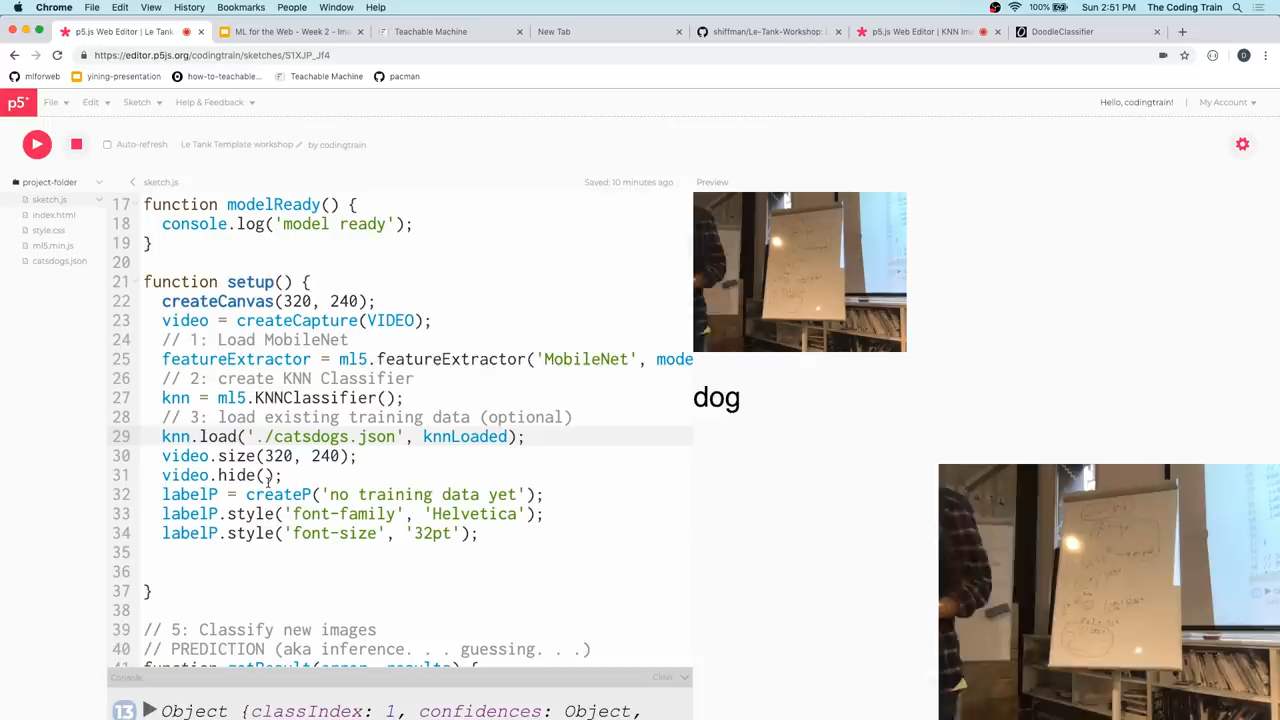 Chrome File Edit View History Bookmarks People Window Help 100% Sun 2:51 PM The Coding Train
p5.js Web Editor | Le Tank ML for the Web - Week 2 - Ima Teachable Machine New Tab shiffman/Le-Tank-Workshop: p5.js Web Editor | KNN Ima DoodleClassifier
https://editor.p5js.org/codingtrain/sketches/S1XJP_Jf4
mlforweb yining-presentation how-to-teachable... Teachable Machine pacman
p5* File Edit Sketch Help & Feedback Hello, codingtrain! | My Account
Auto-refresh Le Tank Template workshop by codingtrain
project-folder sketch.js Saved: 10 minutes ago Preview
sketch.js
index.html
style.css
ml5.min.js
catsdogs.json
17 function modelReady() {
18 console.log('model ready');
19 }
20
21 function setup() {
22 createCanvas(320, 240);
23 video = createCapture(VIDEO);
24 // 1: Load MobileNet
25 featureExtractor = ml5.featureExtractor('MobileNet', mode
26 // 2: create KNN Classifier
27 knn = ml5.KNNClassifier();
28 // 3: load existing training data (optional)
29 knn.load('./catsdogs.json', knnLoaded);
30 video.size(320, 240);
31 video.hide();
32 labelP = createP('no training data yet');
33 labelP.style('font-family', 'Helvetica');
34 labelP.style('font-size', '32pt');
35
36
37 }
38
39 // 5: Classify new images
40 // PREDICTION (aka inference. . . guessing. . .)
41 function gotResult(error, results) {
dog
Console Clear
13 Object {classIndex: 1, confidences: Object,